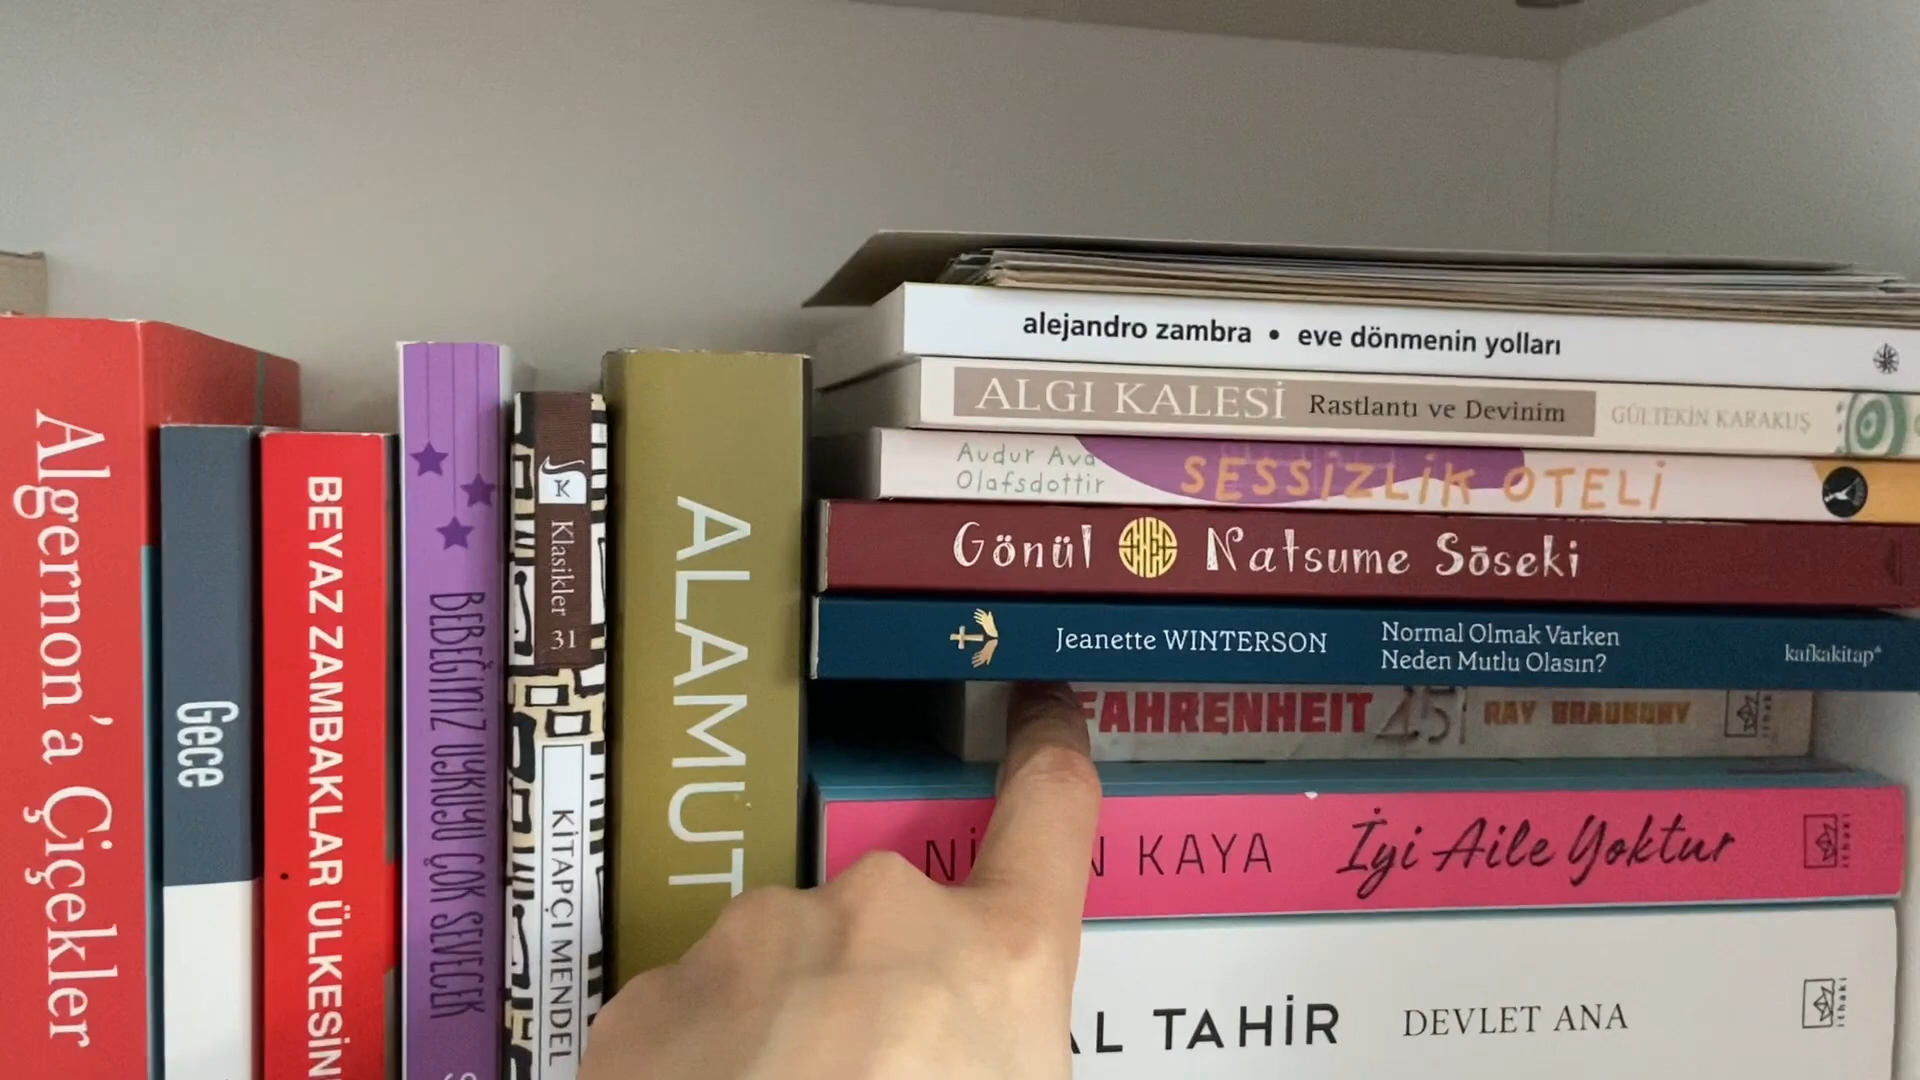 Algernon'a Çiçekler
Gece
BEYAZ ZAMBAKLAR ÜLKESİN
BEBEĞİNİZ UYKUYU ÇOK SEVECEK
K
Klasikler
31
KİTAPÇI MENDEL
ALAMUT
alejandro zambra • eve dönmenin yolları
ALGI KALESİ Rastlantı ve Devinim GÜLTEKİN KARAKUŞ
Audur Ava
Olafsdottir
SESSİZLİK OTELİ
Gönül Natsume Sōseki
Jeanette WINTERSON
Normal Olmak Varken
Neden Mutlu Olasın?
kafkakitap
FAHRENHEIT 451 RAY BRADBURY
KAYA İyi Aile Yoktur
ithaki
AL TAHİR DEVLET ANA
ithaki